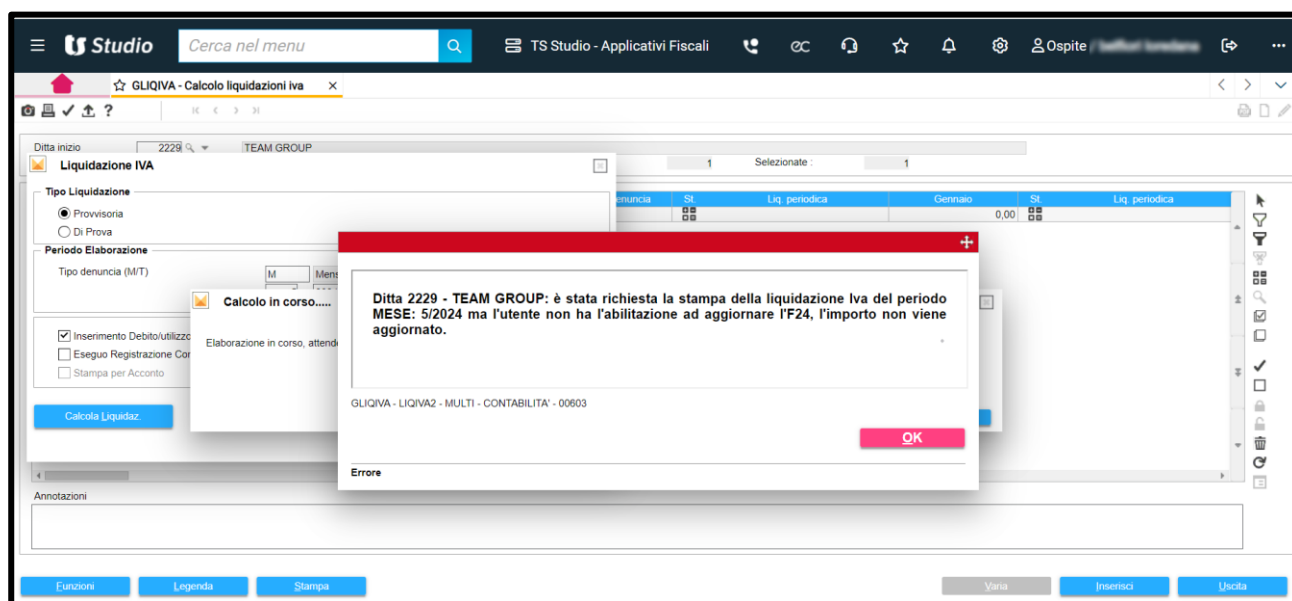 TS Studio
Cerca nel menu
TS Studio - Applicativi Fiscali
ec
Ospite /
GLIQIVA - Calcolo liquidazioni iva
Ditta inizio 2229 TEAM GROUP
1 Selezionate : 1
Liquidazione IVA
Tipo Liquidazione
Provvisoria
Di Prova
Periodo Elaborazione
Tipo denuncia (M/T) M Mens
St. Liq. periodica Gennaio St. Liq. periodica
0,00
Calcolo in corso.....
Elaborazione in corso, attend
Inserimento Debito/utilizzo
Eseguo Registrazione Con
Stampa per Acconto
Calcola Liquidaz.
Ditta 2229 - TEAM GROUP: è stata richiesta la stampa della liquidazione Iva del periodo
MESE: 5/2024 ma l'utente non ha l'abilitazione ad aggiornare l'F24, l'importo non viene
aggiornato.
GLIQIVA - LIQIVA2 - MULTI - CONTABILITA' - 00603
OK
Errore
Annotazioni
Funzioni Legenda Stampa Varia Inserisci Uscita